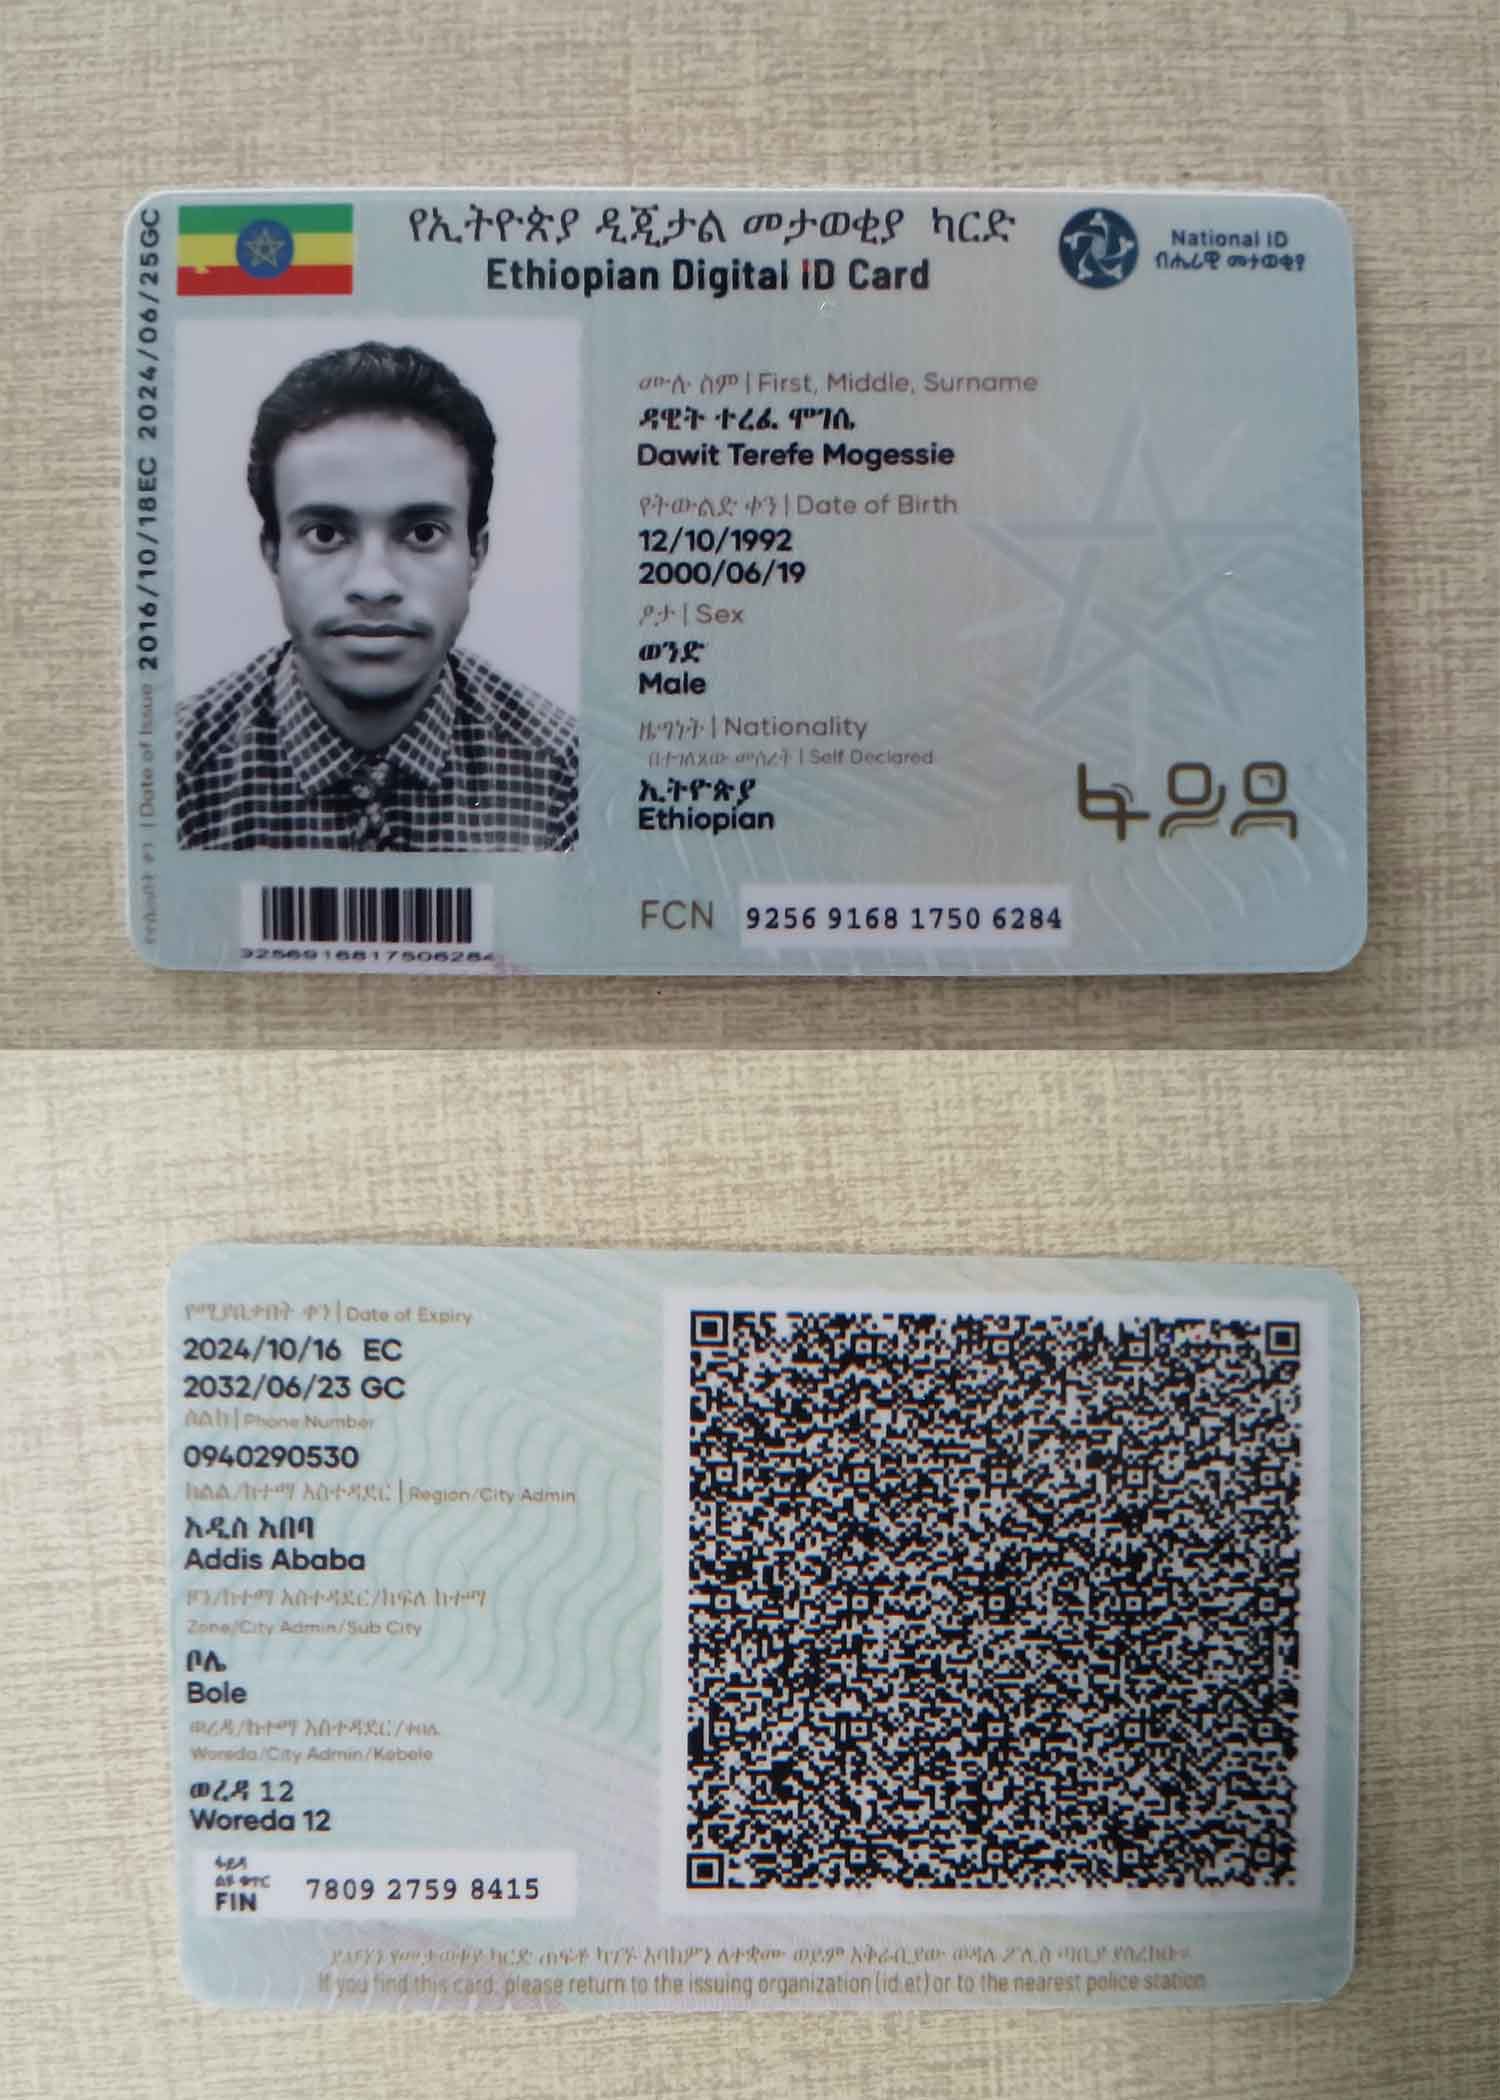 የኢትዮጵያ ዲጂታል መታወቂያ ካርድ
Ethiopian Digital ID Card
National ID
ብሔራዊ መታወቂያ
ሙሉ ስም | First, Middle, Surname
ዳዊት ተረፈ ሞገሴ
Dawit Terefe Mogessie
የትውልድ ቀን | Date of Birth
12/10/1992
2000/06/19
ፆታ | Sex
ወንድ
Male
ዜግነት | Nationality
በተገለጸው መሰረት | Self Declared
ኢትዮጵያ
Ethiopian
ፋይዳ
FCN 9256 9168 1750 6284
9256916817506284
የተሰጠበት ቀን | Date of Issue 2016/10/18EC 2024/06/25GC
የሚያበቃበት ቀን | Date of Expiry
2024/10/16 EC
2032/06/23 GC
ስልክ | Phone Number
0940290530
ክልል/ከተማ አስተዳደር | Region/City Admin
አዲስ አበባ
Addis Ababa
ዞን/ከተማ አስተዳደር/ክፍለ ከተማ
Zone/City Admin/Sub City
ቦሌ
Bole
ወረዳ/ከተማ አስተዳደር/ቀበሌ
Woreda/City Admin/Kebele
ወረዳ 12
Woreda 12
ፋይዳ
ልዩ ቁጥር
FIN 7809 2759 8415
If you find this card, please return to the issuing organization (id.et) or to the nearest police station